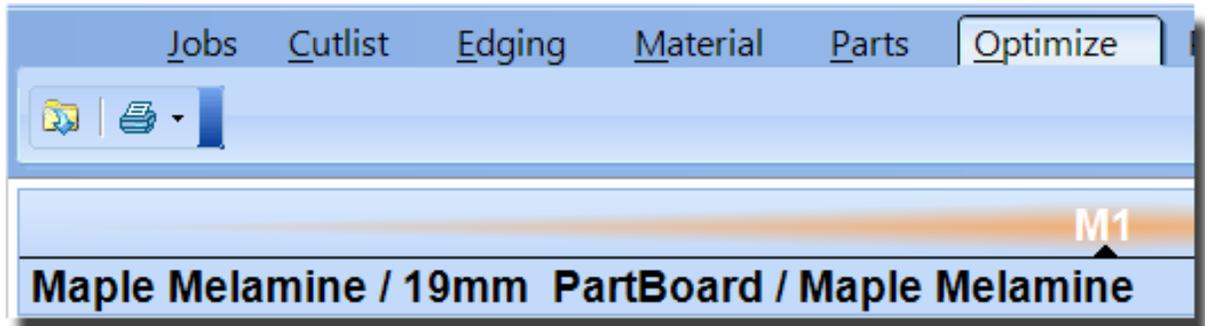 Jobs Cutlist Edging Material Parts Optimize
M1
Maple Melamine / 19mm PartBoard / Maple Melamine